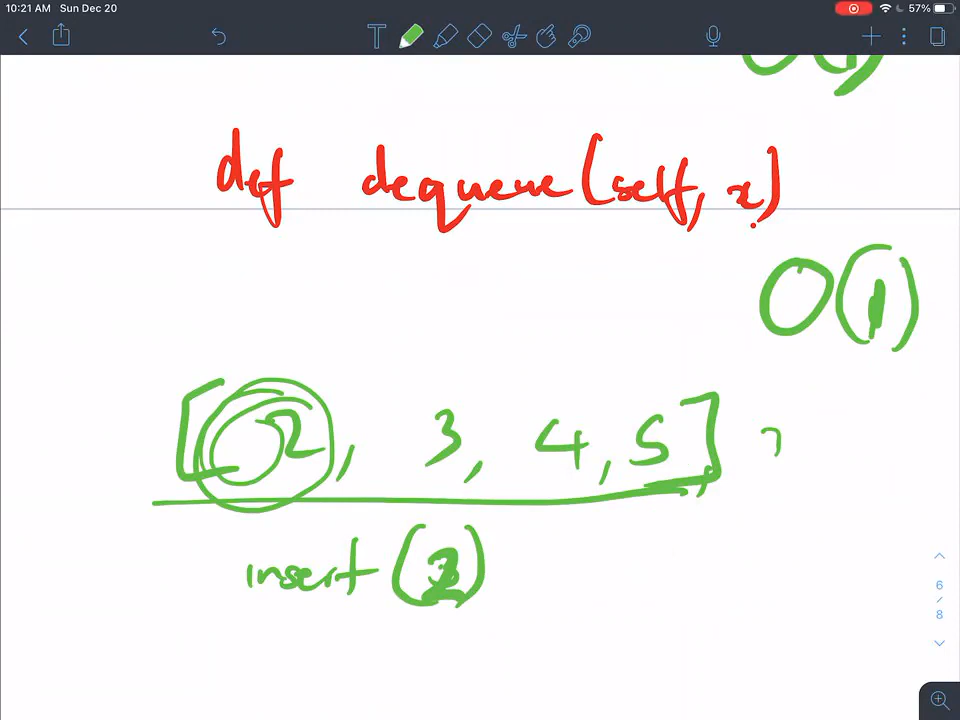 10:21 AM Sun Dec 20
57%
def dequeue(self, x)
O(1)
[2, 3, 4, 5]
insert(2)
6
/
8